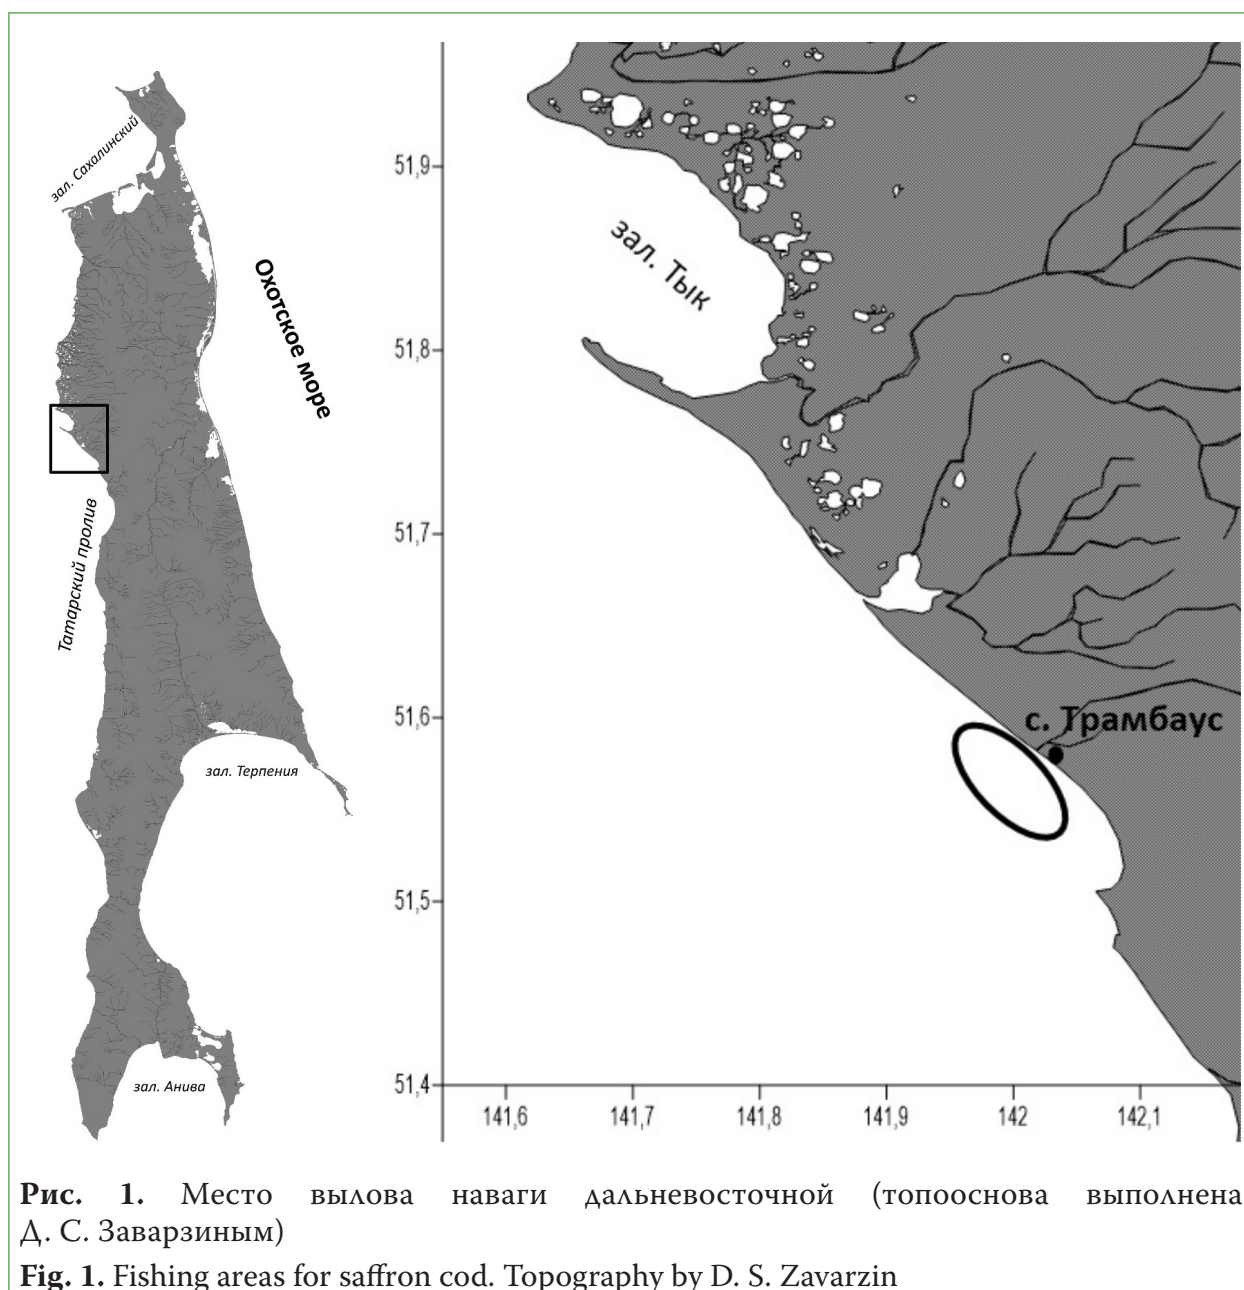 зал. Сахалинский
Охотское море
Татарский пролив
зал. Терпения
зал. Анива
51,9
зал. Тык
51,8
51,7
51,6
с. Трамбаус
51,5
51,4
141,6 141,7 141,8 141,9 142 142,1
Рис. 1. Место вылова наваги дальневосточной (топооснова выполнена
Д. С. Заварзиным)
Fig. 1. Fishing areas for saffron cod. Topography by D. S. Zavarzin